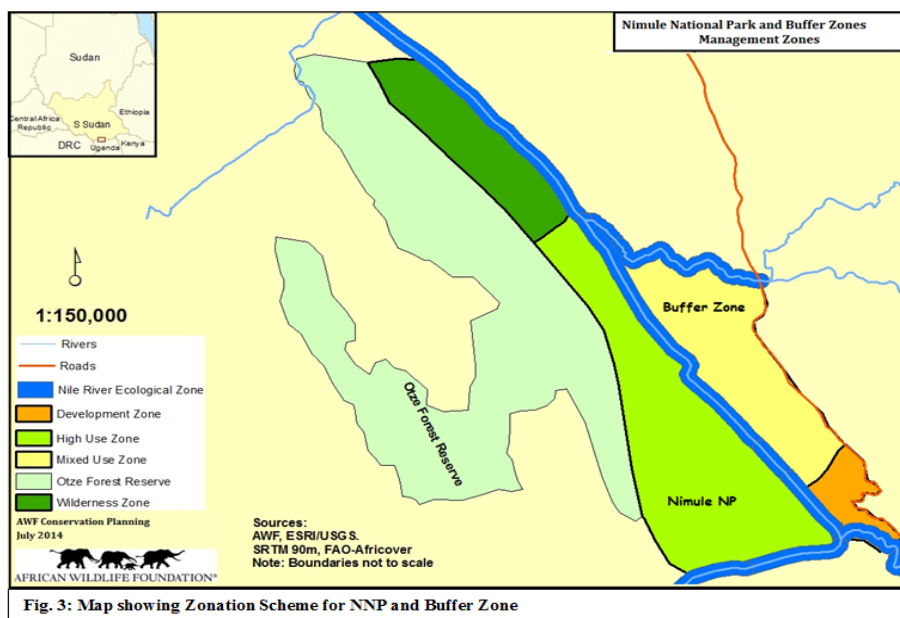 Nimule National Park and Buffer Zones
Management Zones
Sudan
Ethiopia
Central Africa
Republic
S Sudan
DRC
Uganda
Kenya
1:150,000
Rivers
Roads
Nile River Ecological Zone
Development Zone
High Use Zone
Mixed Use Zone
Otze Forest Reserve
Wilderness Zone
AWF Conservation Planning
July 2014
AFRICAN WILDLIFE FOUNDATION®
Sources:
AWF, ESRI/USGS.
SRTM 90m, FAO-Africover
Note: Boundaries not to scale
Buffer Zone
Otze Forest Reserve
Nimule NP
Fig. 3: Map showing Zonation Scheme for NNP and Buffer Zone